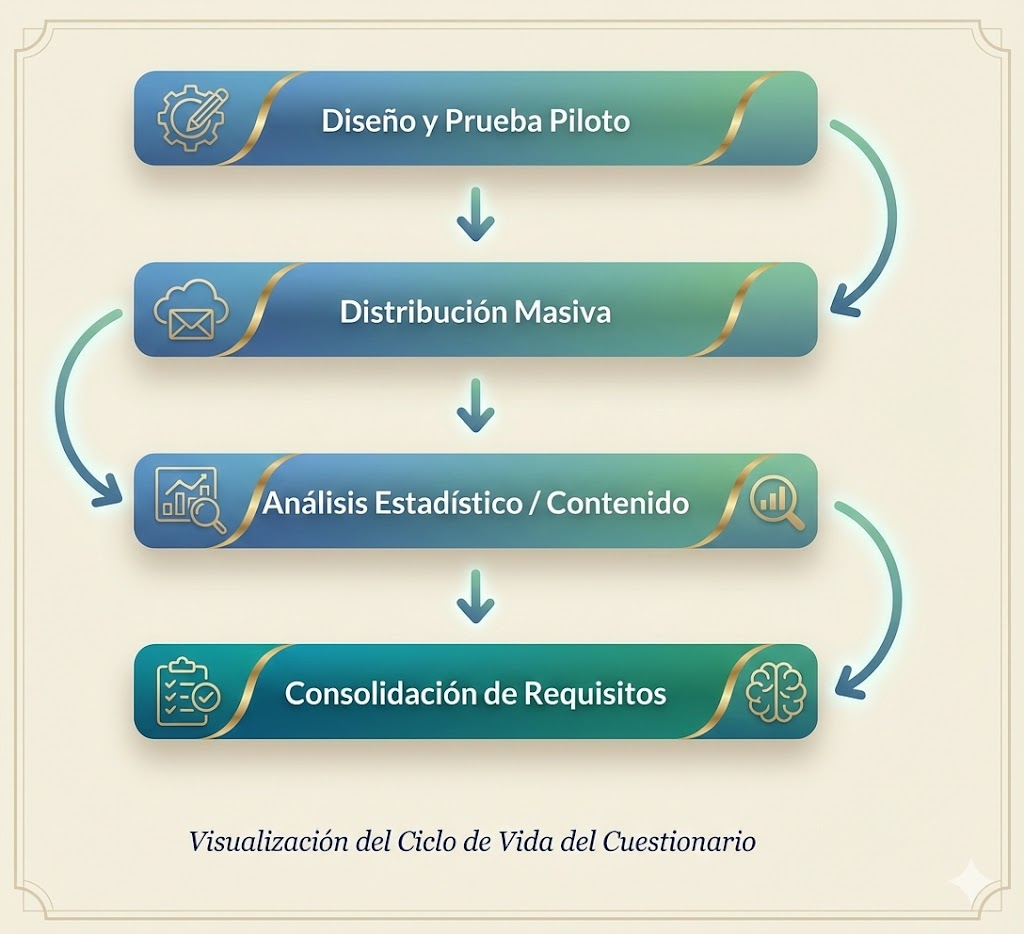 Diseño y Prueba Piloto
Distribución Masiva
Análisis Estadístico / Contenido
Consolidación de Requisitos
Visualización del Ciclo de Vida del Cuestionario